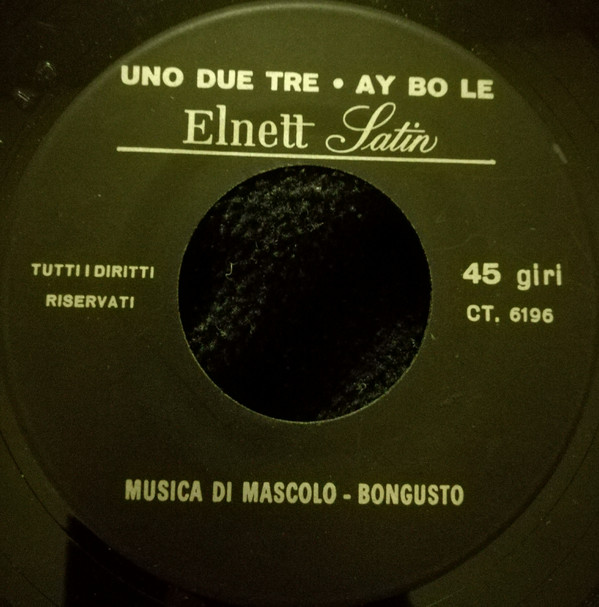 UNO DUE TRE • AY BO LE
Elnett Satin
TUTTI I DIRITTI
RISERVATI
45 giri
CT. 6196
MUSICA DI MASCOLO - BONGUSTO